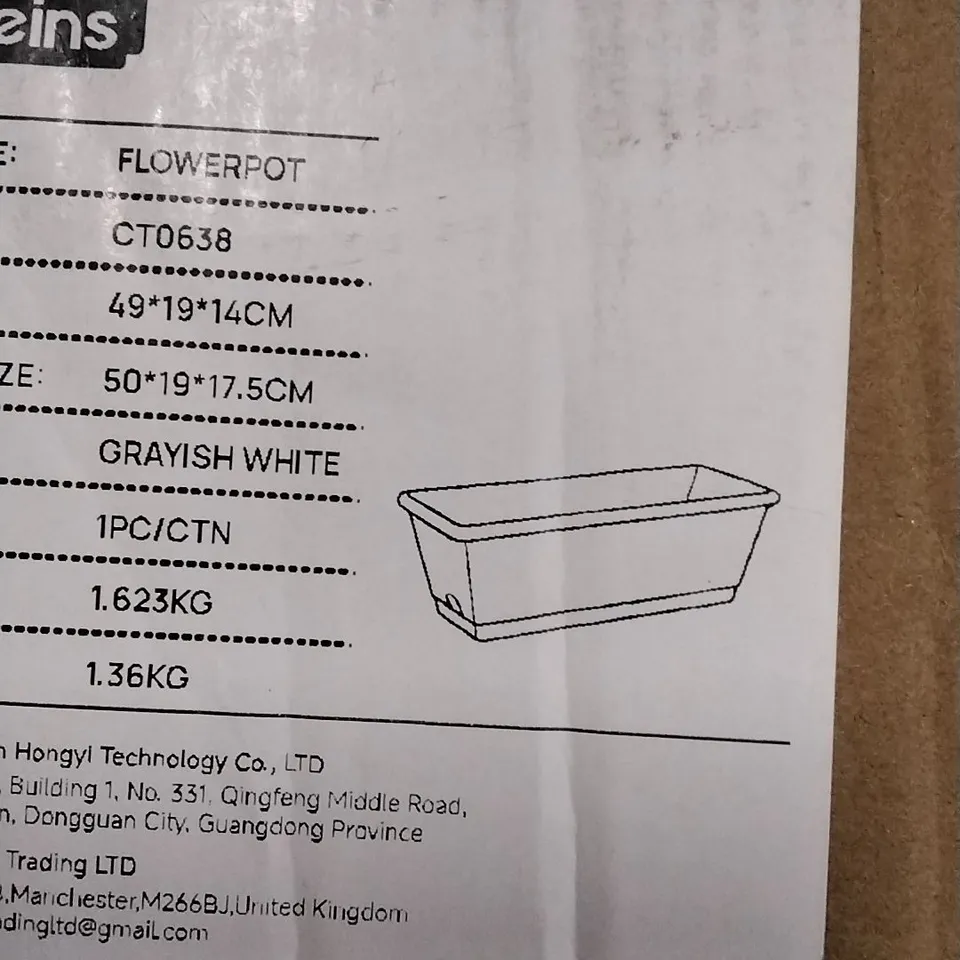 eins
E: FLOWERPOT
CT0638
49*19*14CM
ZE: 50*19*17.5CM
GRAYISH WHITE
1PC/CTN
1.623KG
1.36KG
n Hongyi Technology Co., LTD
, Building 1, No. 331, Qingfeng Middle Road,
n, Dongguan City, Guangdong Province
Trading LTD
,Manchester,M266BJ,United Kingdom
dingltd@gmail.com